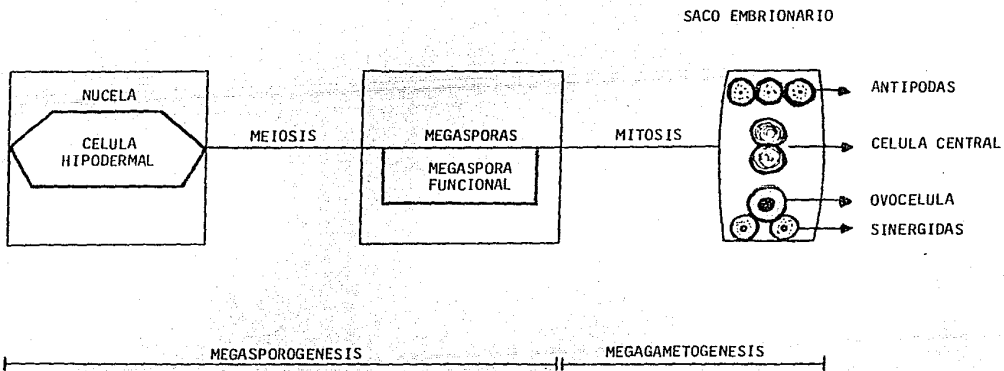 SACO EMBRIONARIO
NUCELA
CELULA
HIPODERMAL
MEIOSIS
MEGASPORAS
MEGASPORA
FUNCIONAL
MITOSIS
ANTIPODAS
CELULA CENTRAL
OVOCELULA
SINERGIDAS
MEGASPOROGENESIS
MEGAGAMETOGENESIS